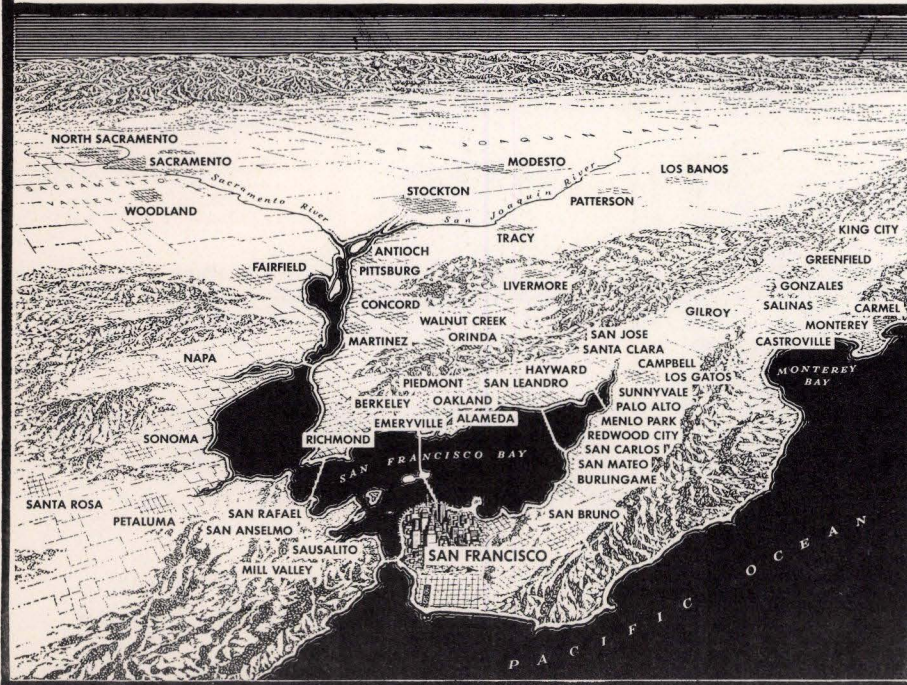 NORTH SACRAMENTO
SACRAMENTO
SAN JOAQUIN VALLEY
MODESTO
LOS BANOS
SACRAMENTO
VALLEY
Sacramento River
STOCKTON
San Joaquin River
PATTERSON
WOODLAND
TRACY
KING CITY
ANTIOCH
GREENFIELD
FAIRFIELD
PITTSBURG
LIVERMORE
GONZALES
CONCORD
SALINAS
CARMEL
GILROY
WALNUT CREEK
MONTEREY
MARTINEZ
ORINDA
SAN JOSE
CASTROVILLE
SANTA CLARA
NAPA
CAMPBELL
HAYWARD
MONTEREY
BAY
LOS GATOS
PIEDMONT
SAN LEANDRO
SUNNYVALE
BERKELEY
OAKLAND
PALO ALTO
EMERYVILLE
ALAMEDA
MENLO PARK
SONOMA
RICHMOND
REDWOOD CITY
SAN FRANCISCO BAY
SAN CARLOS
SAN MATEO
BURLINGAME
SANTA ROSA
SAN RAFAEL
SAN BRUNO
PETALUMA
SAN ANSELMO
SAUSALITO
SAN FRANCISCO
MILL VALLEY
PACIFIC OCEAN